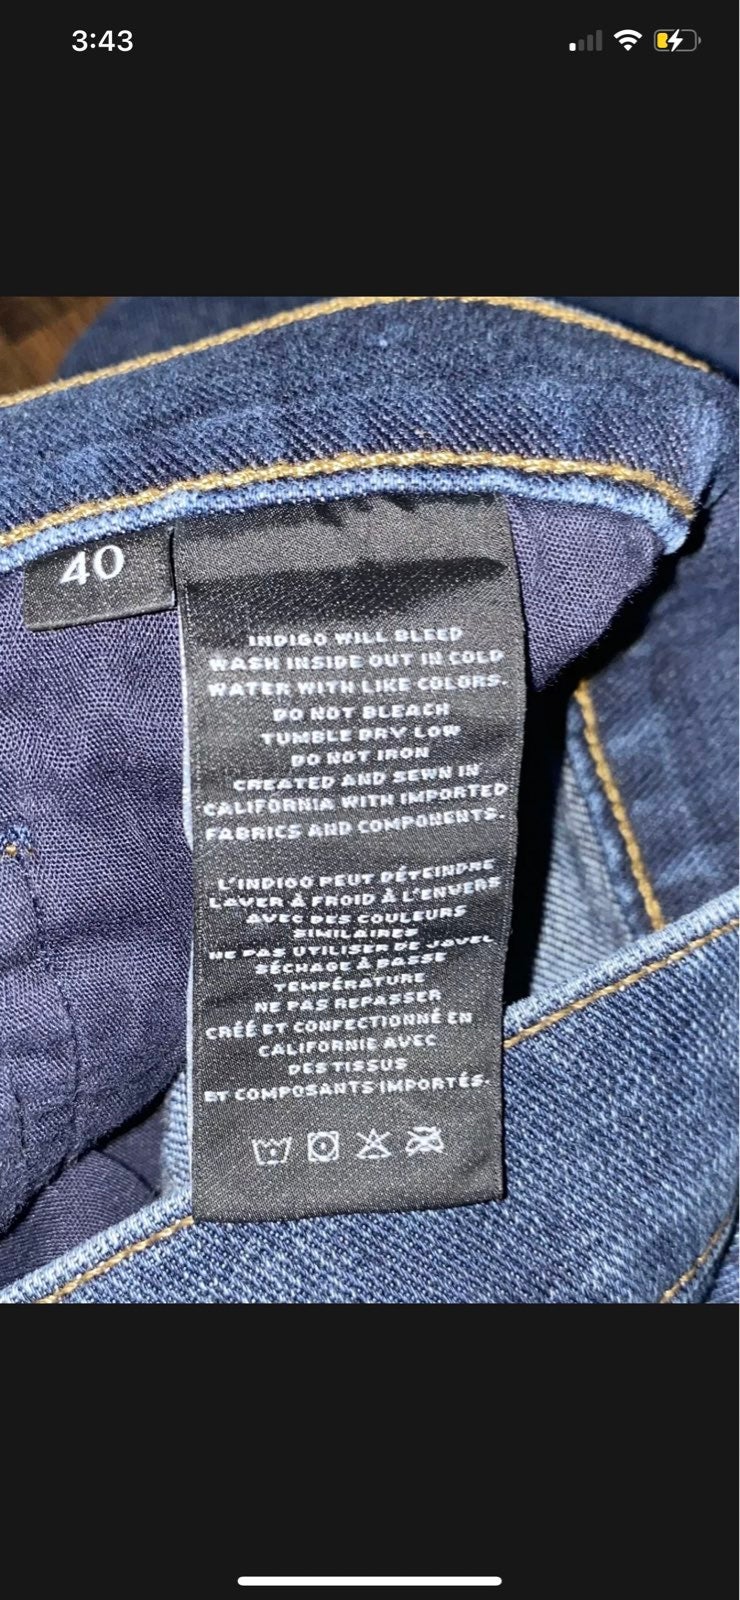 3:43
40
INDIGO WILL BLEED
WASH INSIDE OUT IN COLD
WATER WITH LIKE COLORS.
DO NOT BLEACH
TUMBLE DRY LOW
DO NOT IRON
CREATED AND SEWN IN
CALIFORNIA WITH IMPORTED
FABRICS AND COMPONENTS.
L'INDIGO PEUT DÉTEINDRE
LAVER À FROID À L'ENVERS
AVEC DES COULEURS
SIMILAIRES
NE PAS UTILISER DE JAVEL
SÉCHAGE À BASSE
TEMPÉRATURE
NE PAS REPASSER
CRÉÉ ET CONFECTIONNÉ EN
CALIFORNIE AVEC
DES TISSUS
ET COMPOSANTS IMPORTÉS.